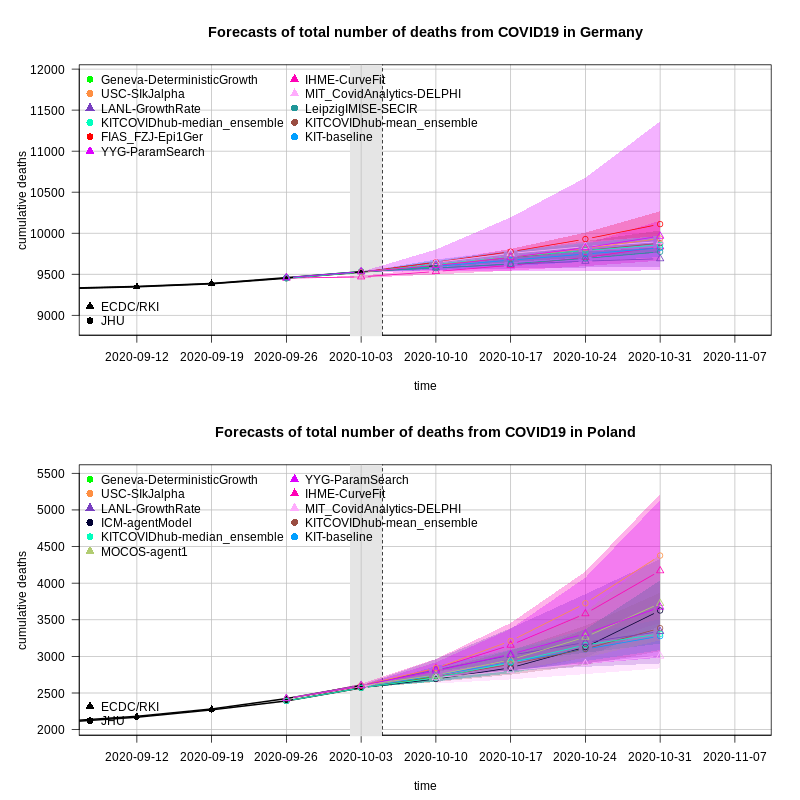 Forecasts of total number of deaths from COVID19 in Germany
cumulative deaths
12000
11500
11000
10500
10000
9500
9000
Geneva-DeterministicGrowth
USC-SIkJalpha
LANL-GrowthRate
KITCOVIDhub-median_ensemble
FIAS_FZJ-Epi1Ger
YYG-ParamSearch
IHME-CurveFit
MIT_CovidAnalytics-DELPHI
LeipzigIMISE-SECIR
KITCOVIDhub-mean_ensemble
KIT-baseline
ECDC/RKI
JHU
2020-09-12 2020-09-19 2020-09-26 2020-10-03 2020-10-10 2020-10-17 2020-10-24 2020-10-31 2020-11-07
time
Forecasts of total number of deaths from COVID19 in Poland
cumulative deaths
5500
5000
4500
4000
3500
3000
2500
2000
Geneva-DeterministicGrowth
USC-SIkJalpha
LANL-GrowthRate
ICM-agentModel
KITCOVIDhub-median_ensemble
MOCOS-agent1
YYG-ParamSearch
IHME-CurveFit
MIT_CovidAnalytics-DELPHI
KITCOVIDhub-mean_ensemble
KIT-baseline
ECDC/RKI
JHU
2020-09-12 2020-09-19 2020-09-26 2020-10-03 2020-10-10 2020-10-17 2020-10-24 2020-10-31 2020-11-07
time